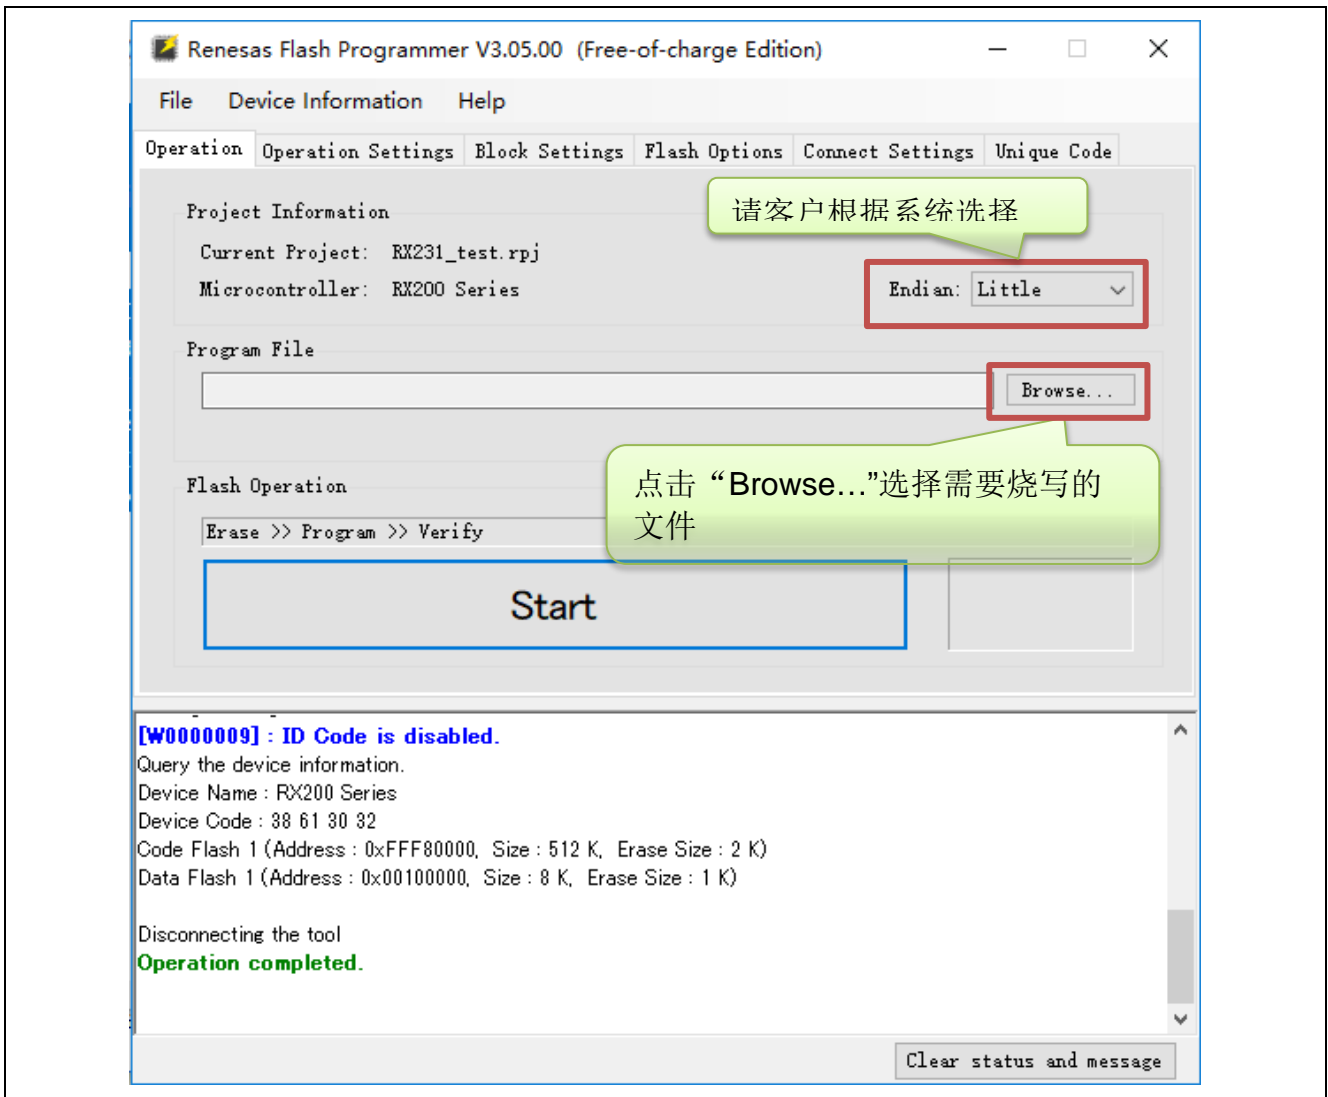 Renesas Flash Programmer V3.05.00 (Free-of-charge Edition)
File Device Information Help
Operation Operation Settings Block Settings Flash Options Connect Settings Unique Code
请客户根据系统选择
Project Information
Current Project: RX231_test.rpj
Microcontroller: RX200 Series
Endian: Little
Program File
Browse...
点击“Browse…”选择需要烧写的
文件
Flash Operation
Erase >> Program >> Verify
Start
[W0000009] : ID Code is disabled.
Query the device information.
Device Name : RX200 Series
Device Code : 38 61 30 32
Code Flash 1 (Address : 0xFFF80000, Size : 512 K, Erase Size : 2 K)
Data Flash 1 (Address : 0x00100000, Size : 8 K, Erase Size : 1 K)
Disconnecting the tool
Operation completed.
Clear status and message